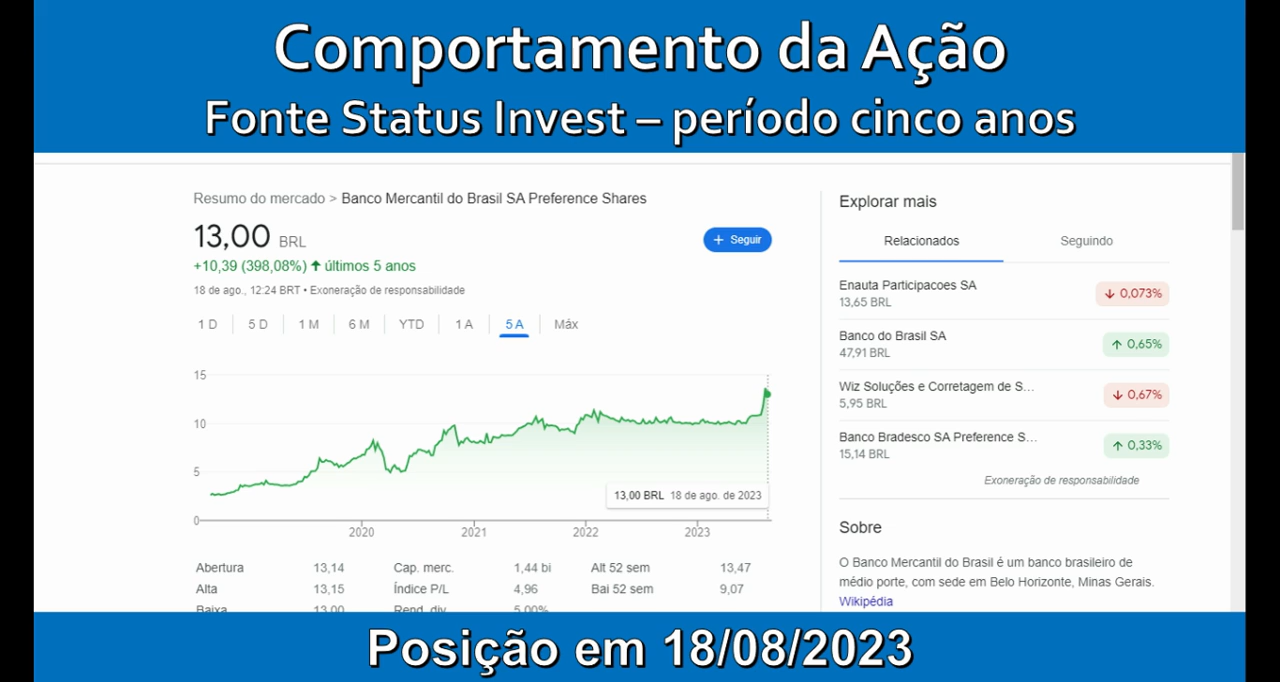 Comportamento da Ação
Fonte Status Invest – período cinco anos
Resumo do mercado > Banco Mercantil do Brasil SA Preference Shares
13,00 BRL
+ Seguir
+10,39 (398,08%) ↑ últimos 5 anos
18 de ago., 12:24 BRT • Exoneração de responsabilidade
1 D 5 D 1 M 6 M YTD 1 A 5 A Máx
15
10
5
0
13,00 BRL 18 de ago. de 2023
2020 2021 2022 2023
Abertura 13,14 Cap. merc. 1,44 bi Alt 52 sem 13,47
Alta 13,15 Índice P/L 4,96 Bai 52 sem 9,07
Baixa 13,00 Rend. div. 5,00%
Explorar mais
Relacionados Seguindo
Enauta Participacoes SA
13,65 BRL
↓ 0,073%
Banco do Brasil SA
47,91 BRL
↑ 0,65%
Wiz Soluções e Corretagem de S...
5,95 BRL
↓ 0,67%
Banco Bradesco SA Preference S...
15,14 BRL
↑ 0,33%
Exoneração de responsabilidade
Sobre
O Banco Mercantil do Brasil é um banco brasileiro de
médio porte, com sede em Belo Horizonte, Minas Gerais.
Wikipédia
Posição em 18/08/2023